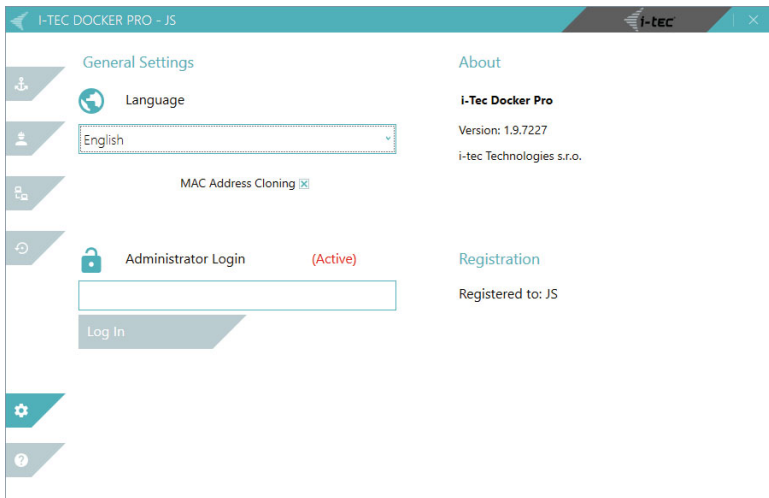 I-TEC DOCKER PRO - JS
i-tec
General Settings
Language
English
MAC Address Cloning
Administrator Login
(Active)
Log In
About
i-Tec Docker Pro
Version: 1.9.7227
i-tec Technologies s.r.o.
Registration
Registered to: JS